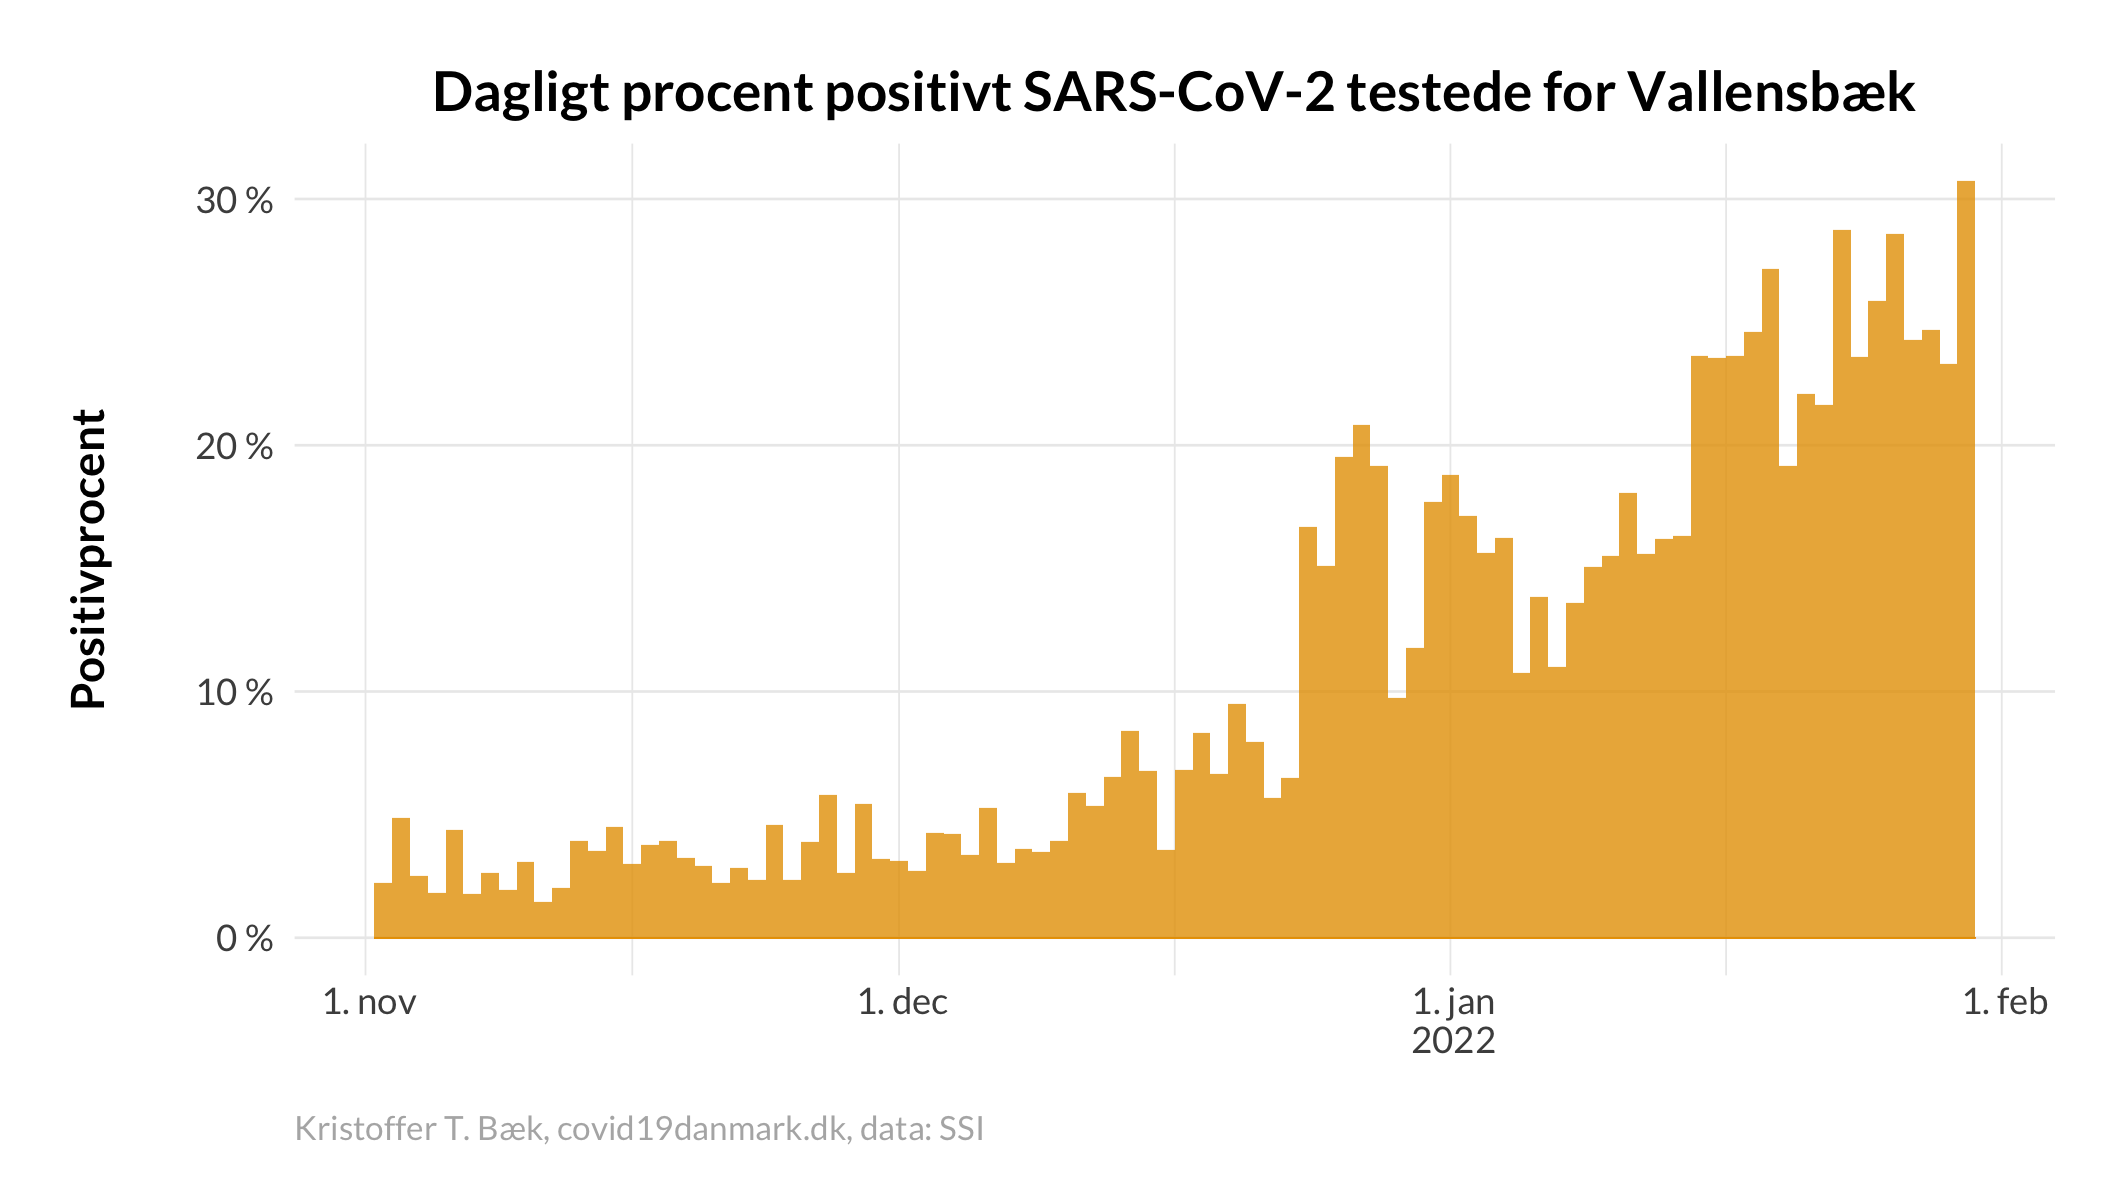 Dagligt procent positivt SARS-CoV-2 testede for Vallensbæk
Positivprocent
30 %
20 %
10 %
0 %
1. nov
1. dec
1. jan
2022
1. feb
Kristoffer T. Bæk, covid19danmark.dk, data: SSI